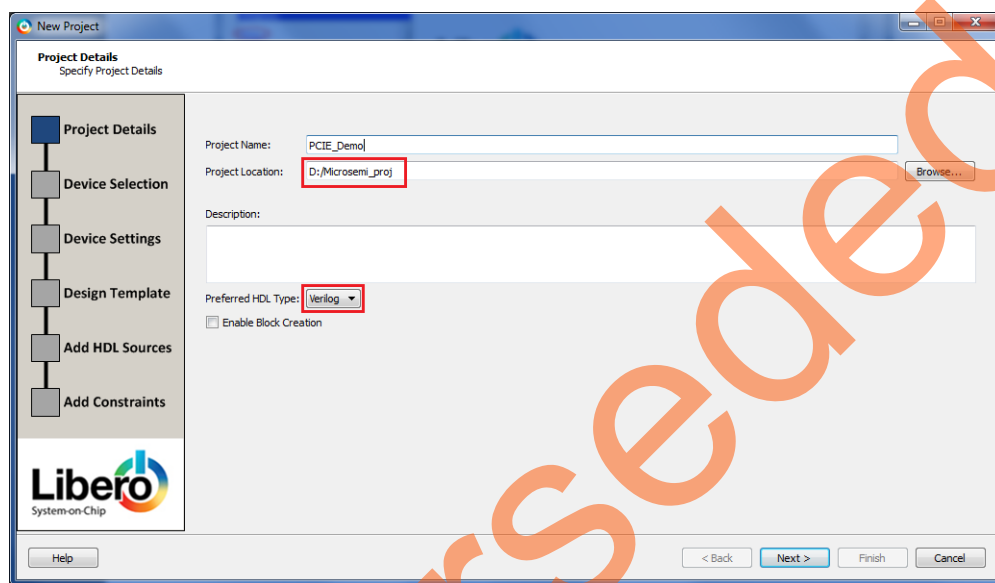 New Project
Project Details
Specify Project Details
Project Details
Device Selection
Device Settings
Design Template
Add HDL Sources
Add Constraints
Project Name: PCIE_Demo
Project Location: D:/Microsemi_proj Browse...
Description:
Preferred HDL Type: Verilog
Enable Block Creation
Libero
System-on-Chip
Help < Back Next > Finish Cancel